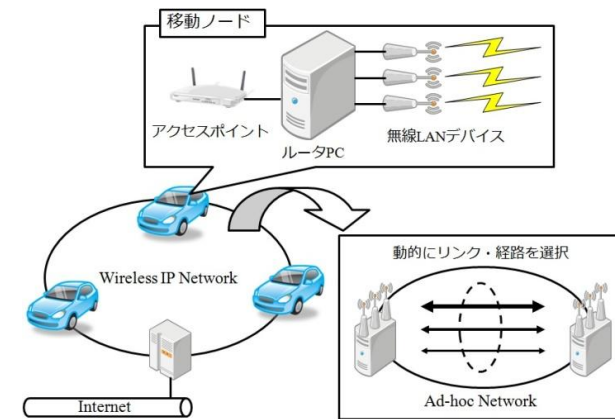 移動ノード
アクセスポイント
ルータPC
無線LANデバイス
Wireless IP Network
動的にリンク・経路を選択
Ad-hoc Network
Internet